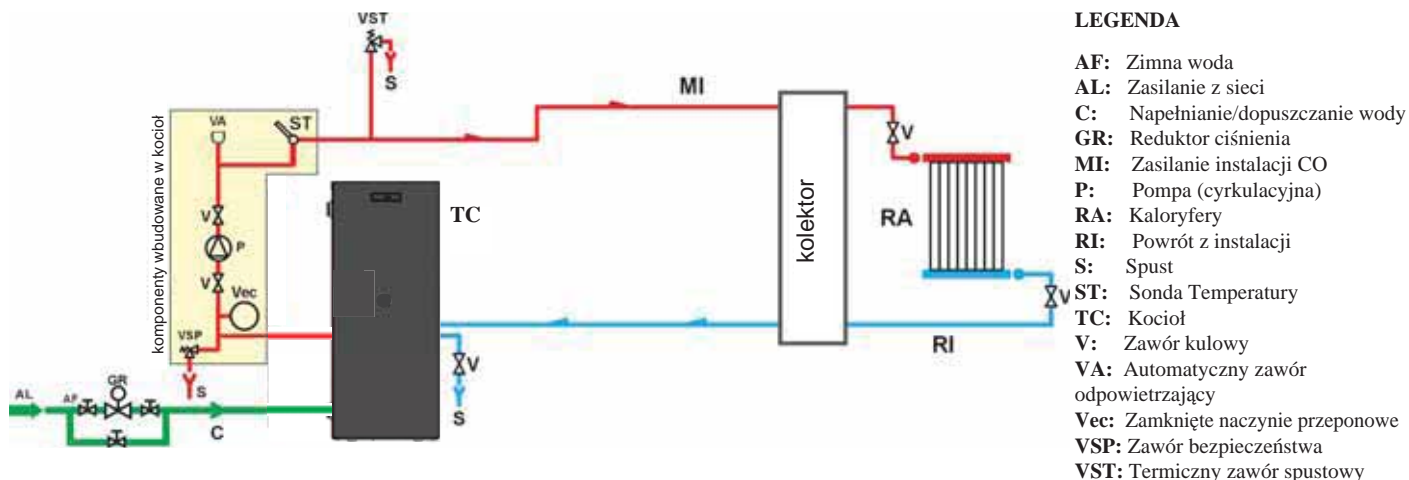 VST
S
MI
VA
ST
komponenty wbudowane w kocioł
V
P
V
Vec
VSP
S
TC
kolektor
V
RA
V
RI
V
S
AL
AF
GR
C
LEGENDA
AF: Zimna woda
AL: Zasilanie z sieci
C: Napełnianie/dopuszczanie wody
GR: Reduktor ciśnienia
MI: Zasilanie instalacji CO
P: Pompa (cyrkulacyjna)
RA: Kaloryfery
RI: Powrót z instalacji
S: Spust
ST: Sonda Temperatury
TC: Kocioł
V: Zawór kulowy
VA: Automatyczny zawór
odpowietrzający
Vec: Zamknięte naczynie przeponowe
VSP: Zawór bezpieczeństwa
VST: Termiczny zawór spustowy